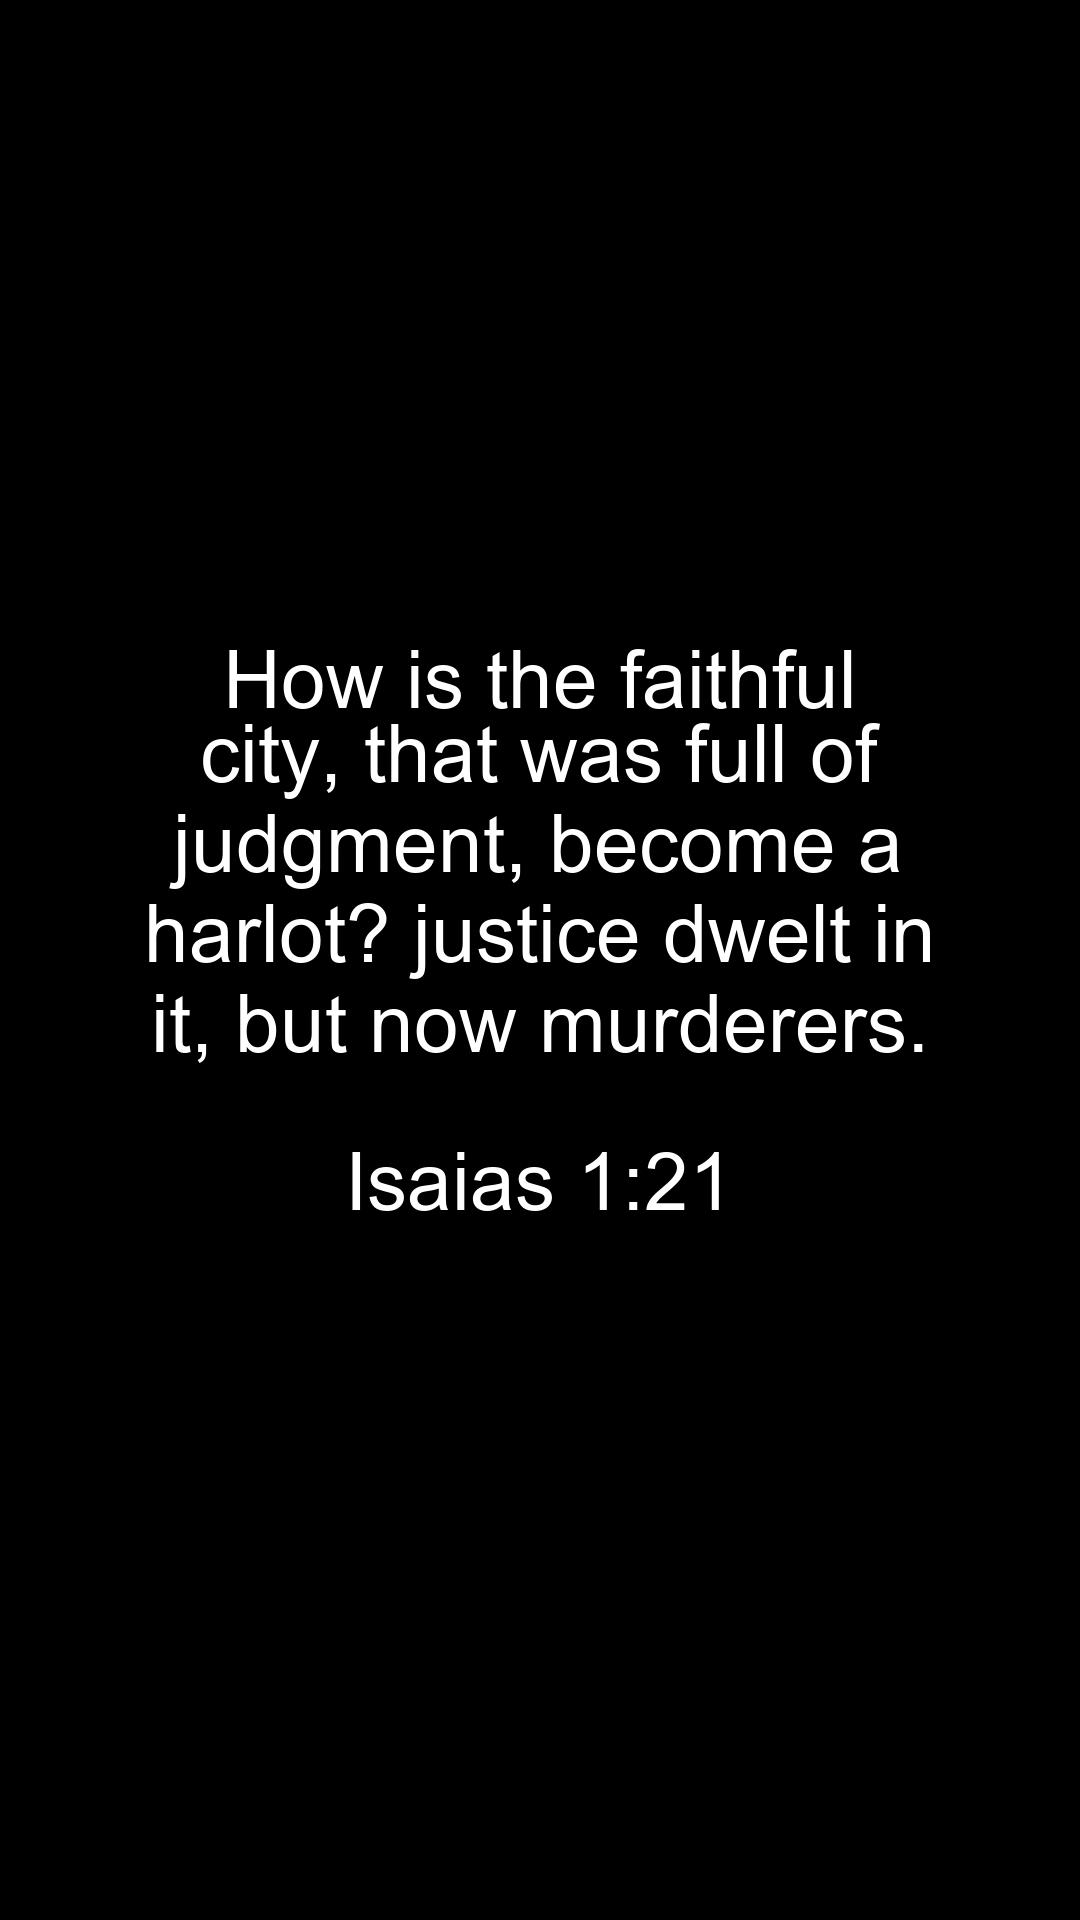 How is the faithful
city, that was full of
judgment, become a
harlot? justice dwelt in
it, but now murderers.
Isaias 1:21